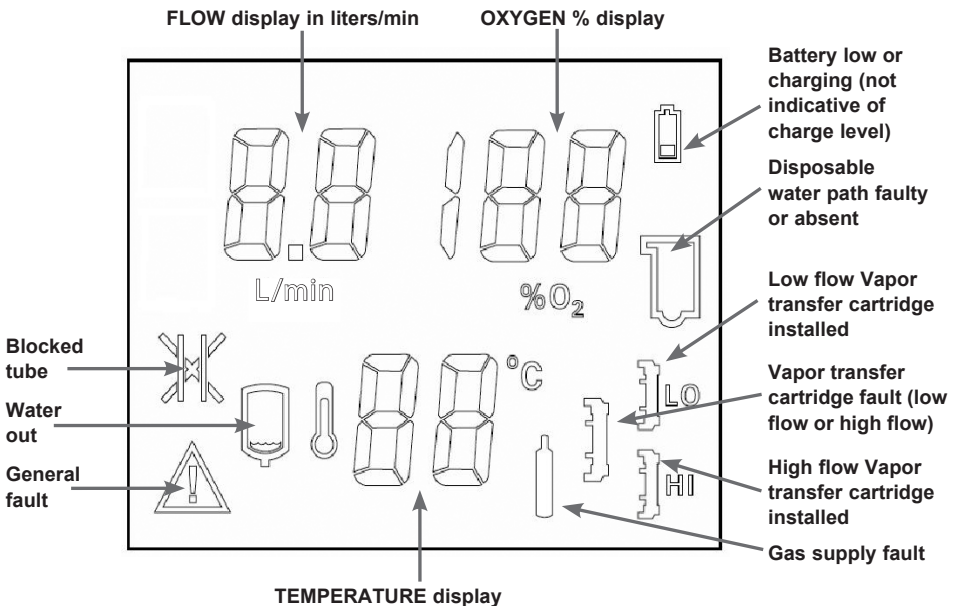 FLOW display in liters/min
OXYGEN % display
Battery low or
charging (not
indicative of
charge level)
Disposable
water path faulty
or absent
L/min
%O₂
Low flow Vapor
transfer cartridge
installed
Blocked
tube
°C
LO
Vapor transfer
cartridge fault (low
flow or high flow)
Water
out
General
fault
!
HI
High flow Vapor
transfer cartridge
installed
Gas supply fault
TEMPERATURE display